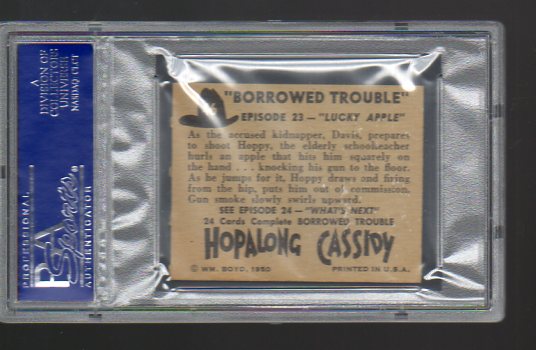 DIVISION OF
COLLECTORS
UNIVERSE
NASDAQ CLCT
PSA
Sports
PROFESSIONAL
AUTHENTICATOR
"BORROWED TROUBLE"
EPISODE 23 — "LUCKY APPLE"
As the accused kidnapper, Davis, prepares
to shoot Hoppy, the elderly schoolteacher
hurls an apple that hits him squarely on
the hand . . . knocking his gun to the floor.
As he jumps for it, Hoppy draws and firing
from the hip, puts him out of commission.
Gun smoke slowly swirls upward.
SEE EPISODE 24 — "WHAT'S NEXT"
24 Cards Complete BORROWED TROUBLE
HOPALONG CASSIDY
© WM. BOYD, 1950 PRINTED IN U.S.A.